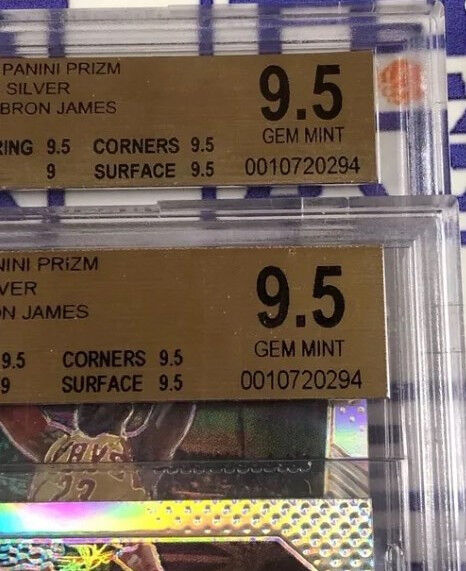 PANINI PRIZM
SILVER
BRON JAMES
RING 9.5 CORNERS 9.5
9 SURFACE 9.5
9.5
GEM MINT
0010720294
NINI PRIZM
VER
ON JAMES
9.5 CORNERS 9.5
9 SURFACE 9.5
9.5
GEM MINT
0010720294
CAVS
23